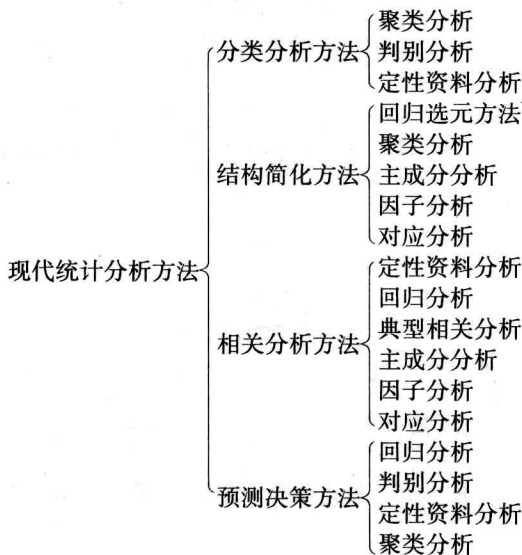 现代统计分析方法
分类分析方法
聚类分析
判别分析
定性资料分析
结构简化方法
回归选元方法
聚类分析
主成分分析
因子分析
对应分析
相关分析方法
定性资料分析
回归分析
典型相关分析
主成分分析
因子分析
对应分析
预测决策方法
回归分析
判别分析
定性资料分析
聚类分析